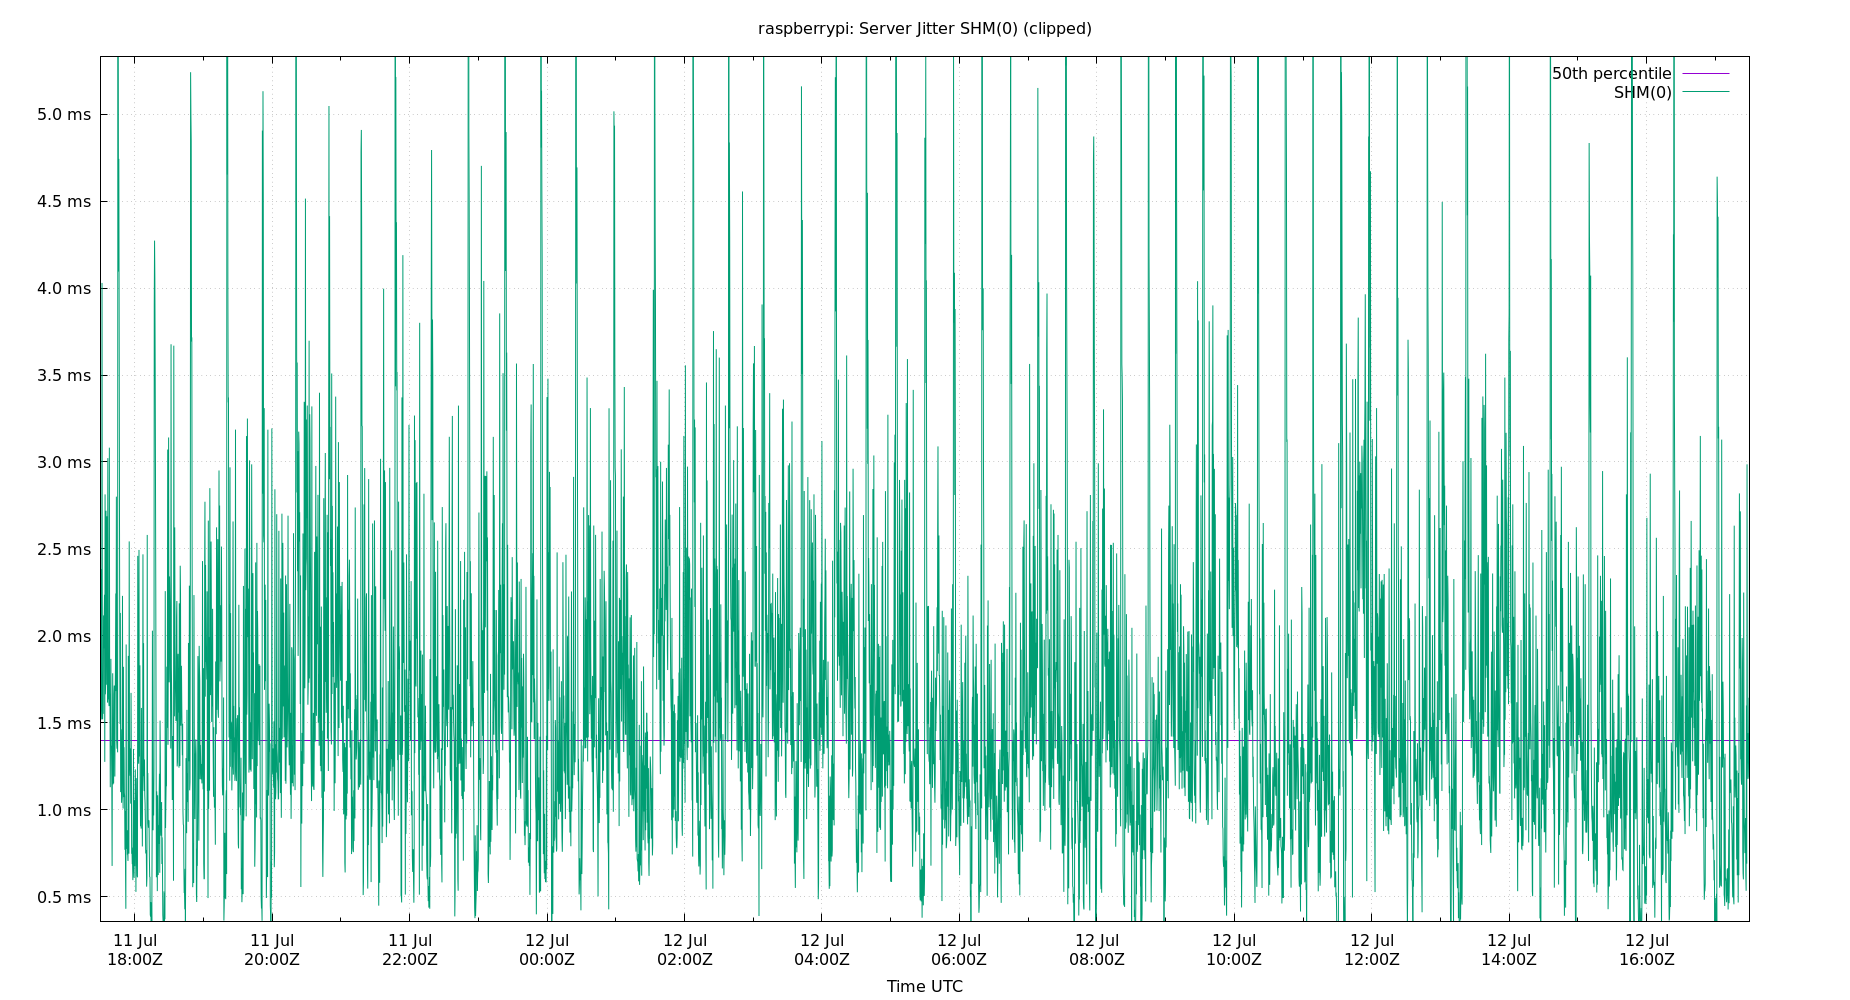 raspberrypi: Server Jitter SHM(0) (clipped)
50th percentile
SHM(0)
5.0 ms
4.5 ms
4.0 ms
3.5 ms
3.0 ms
2.5 ms
2.0 ms
1.5 ms
1.0 ms
0.5 ms
11 Jul 11 Jul 11 Jul 12 Jul 12 Jul 12 Jul 12 Jul 12 Jul 12 Jul 12 Jul 12 Jul 12 Jul
18:00Z 20:00Z 22:00Z 00:00Z 02:00Z 04:00Z 06:00Z 08:00Z 10:00Z 12:00Z 14:00Z 16:00Z
Time UTC